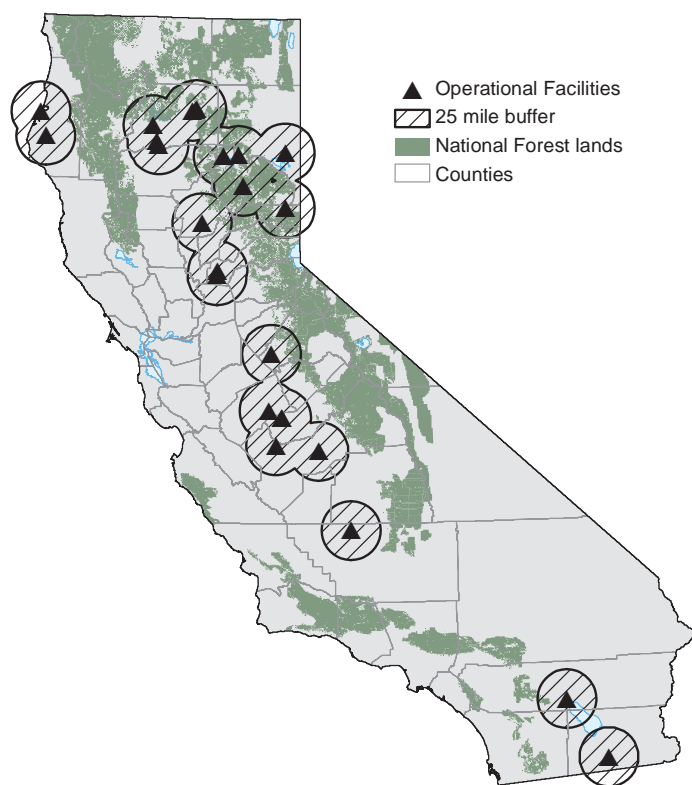 Operational Facilities
25 mile buffer
National Forest lands
Counties